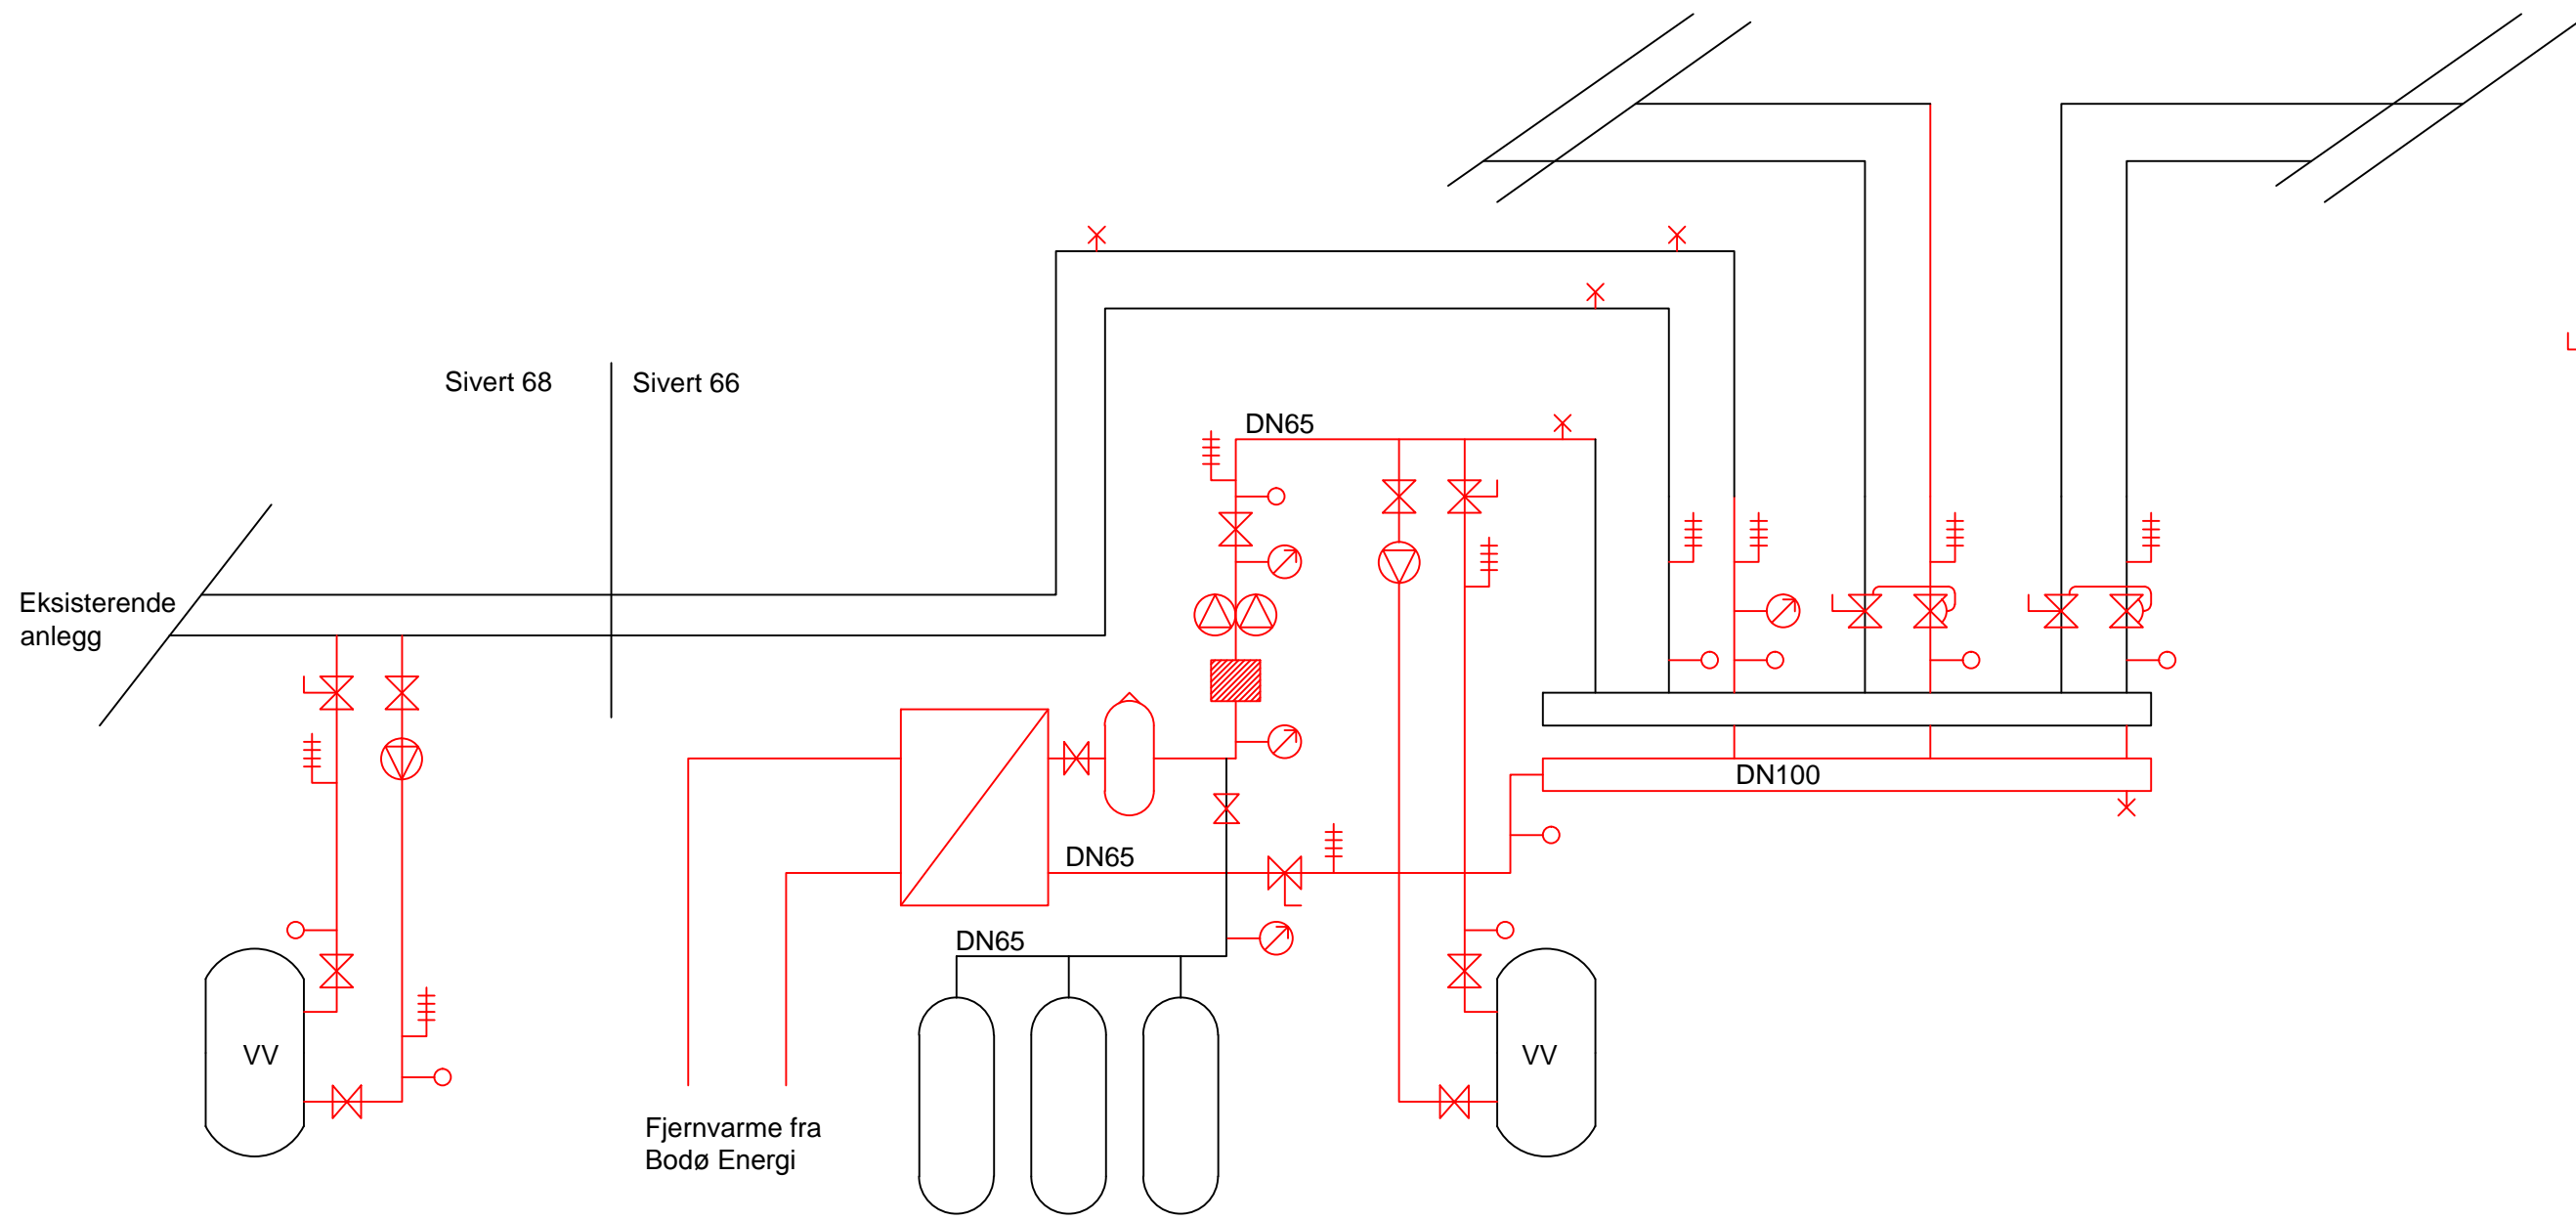 DN65
Sivert 68
Sivert 66
Eksisterende
anlegg
DN100
DN65
DN65
VV
VV
Fjernvarme fra
Bodø Energi